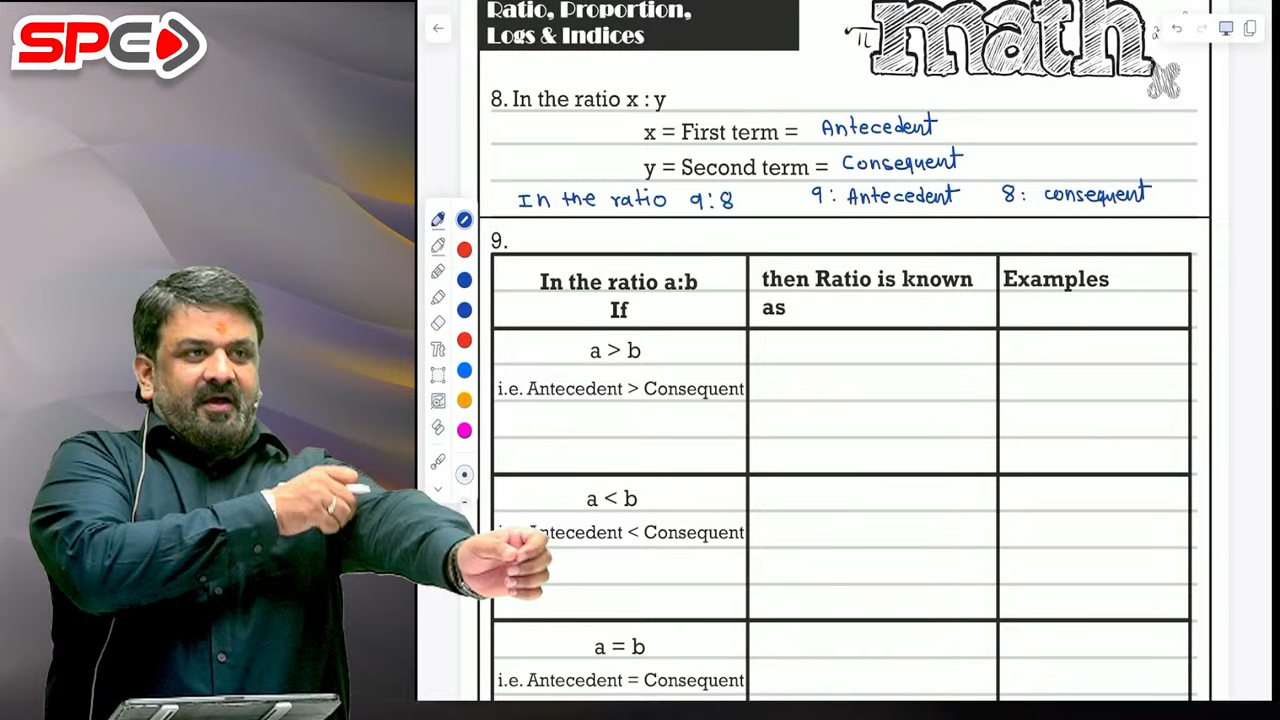 SPC
Ratio, Proportion,
Logs & Indices
π math x
8. In the ratio x : y
x = First term = Antecedent
y = Second term = Consequent
In the ratio 9:8 9: Antecedent 8: consequent
9.
In the ratio a:b
If
then Ratio is known
as
Examples
a > b
i.e. Antecedent > Consequent
a < b
Antecedent < Consequent
a = b
i.e. Antecedent = Consequent
Tt